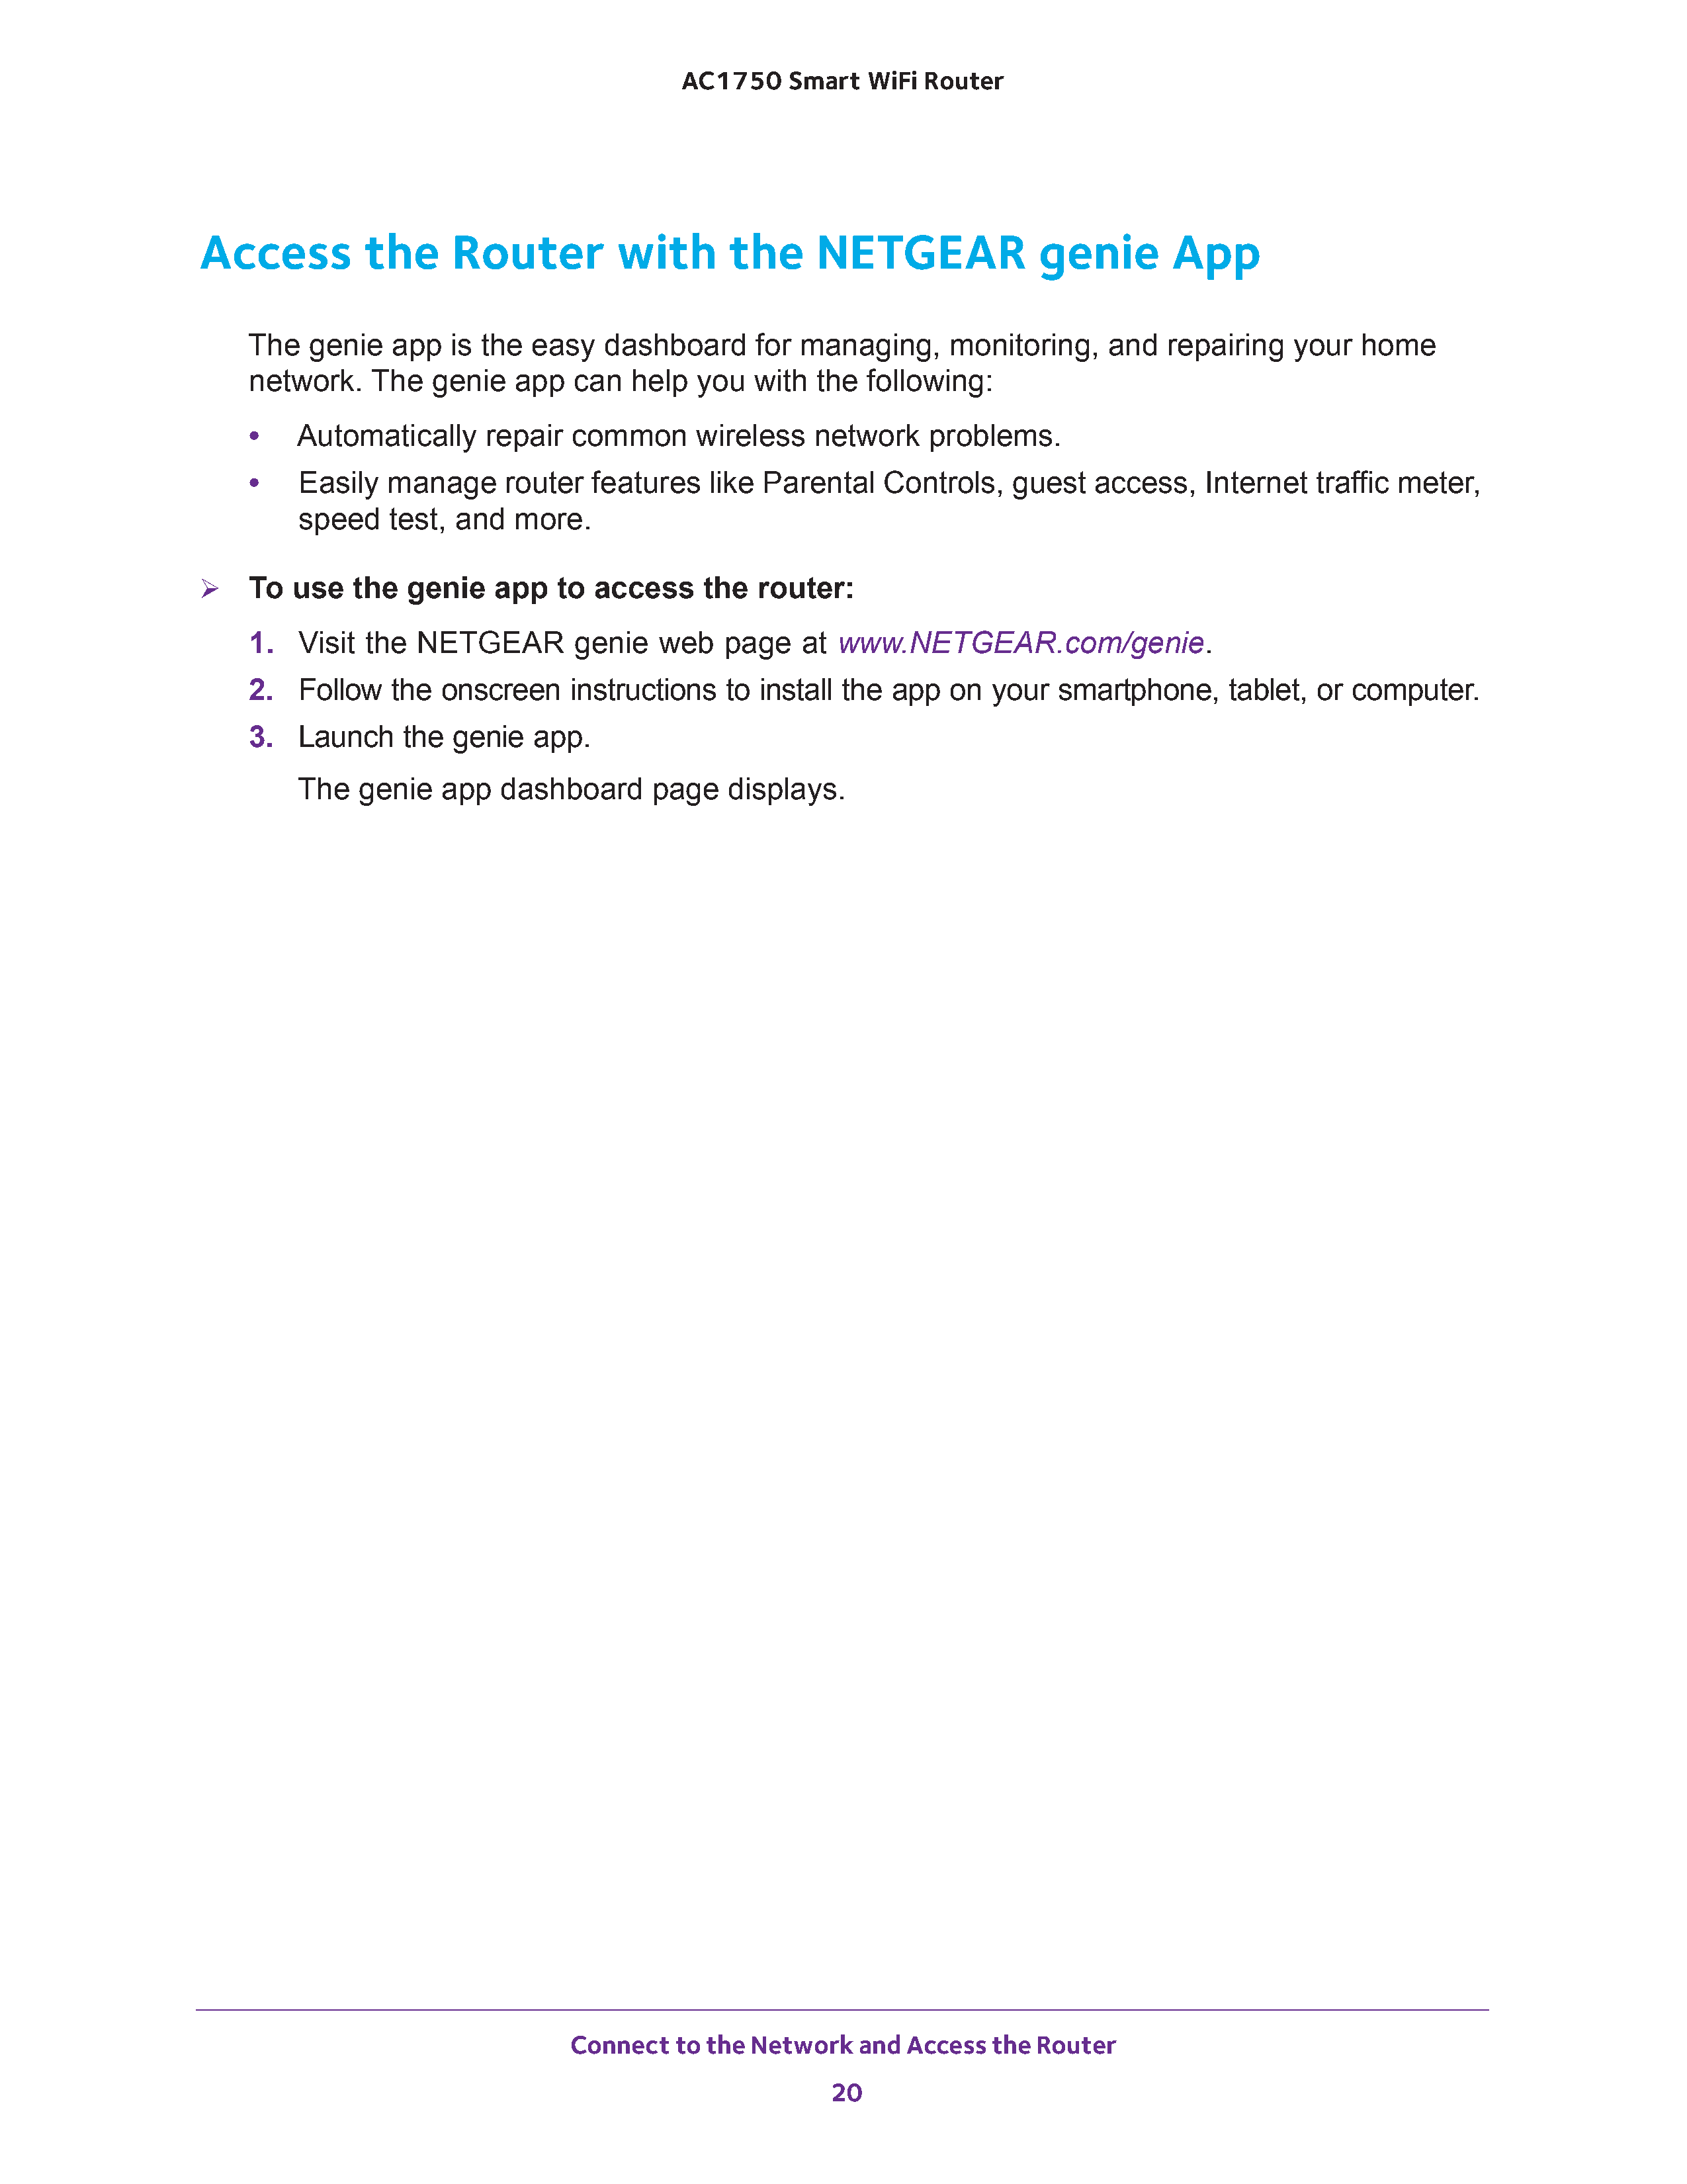 AC1750 Smart WiFi Router
Access the Router with the NETGEAR genie App
The genie app is the easy dashboard for managing, monitoring, and repairing your home
network. The genie app can help you with the following:
• Automatically repair common wireless network problems.
• Easily manage router features like Parental Controls, guest access, Internet traffic meter,
speed test, and more.
➢ To use the genie app to access the router:
1. Visit the NETGEAR genie web page at www.NETGEAR.com/genie.
2. Follow the onscreen instructions to install the app on your smartphone, tablet, or computer.
3. Launch the genie app.
The genie app dashboard page displays.
Connect to the Network and Access the Router
20